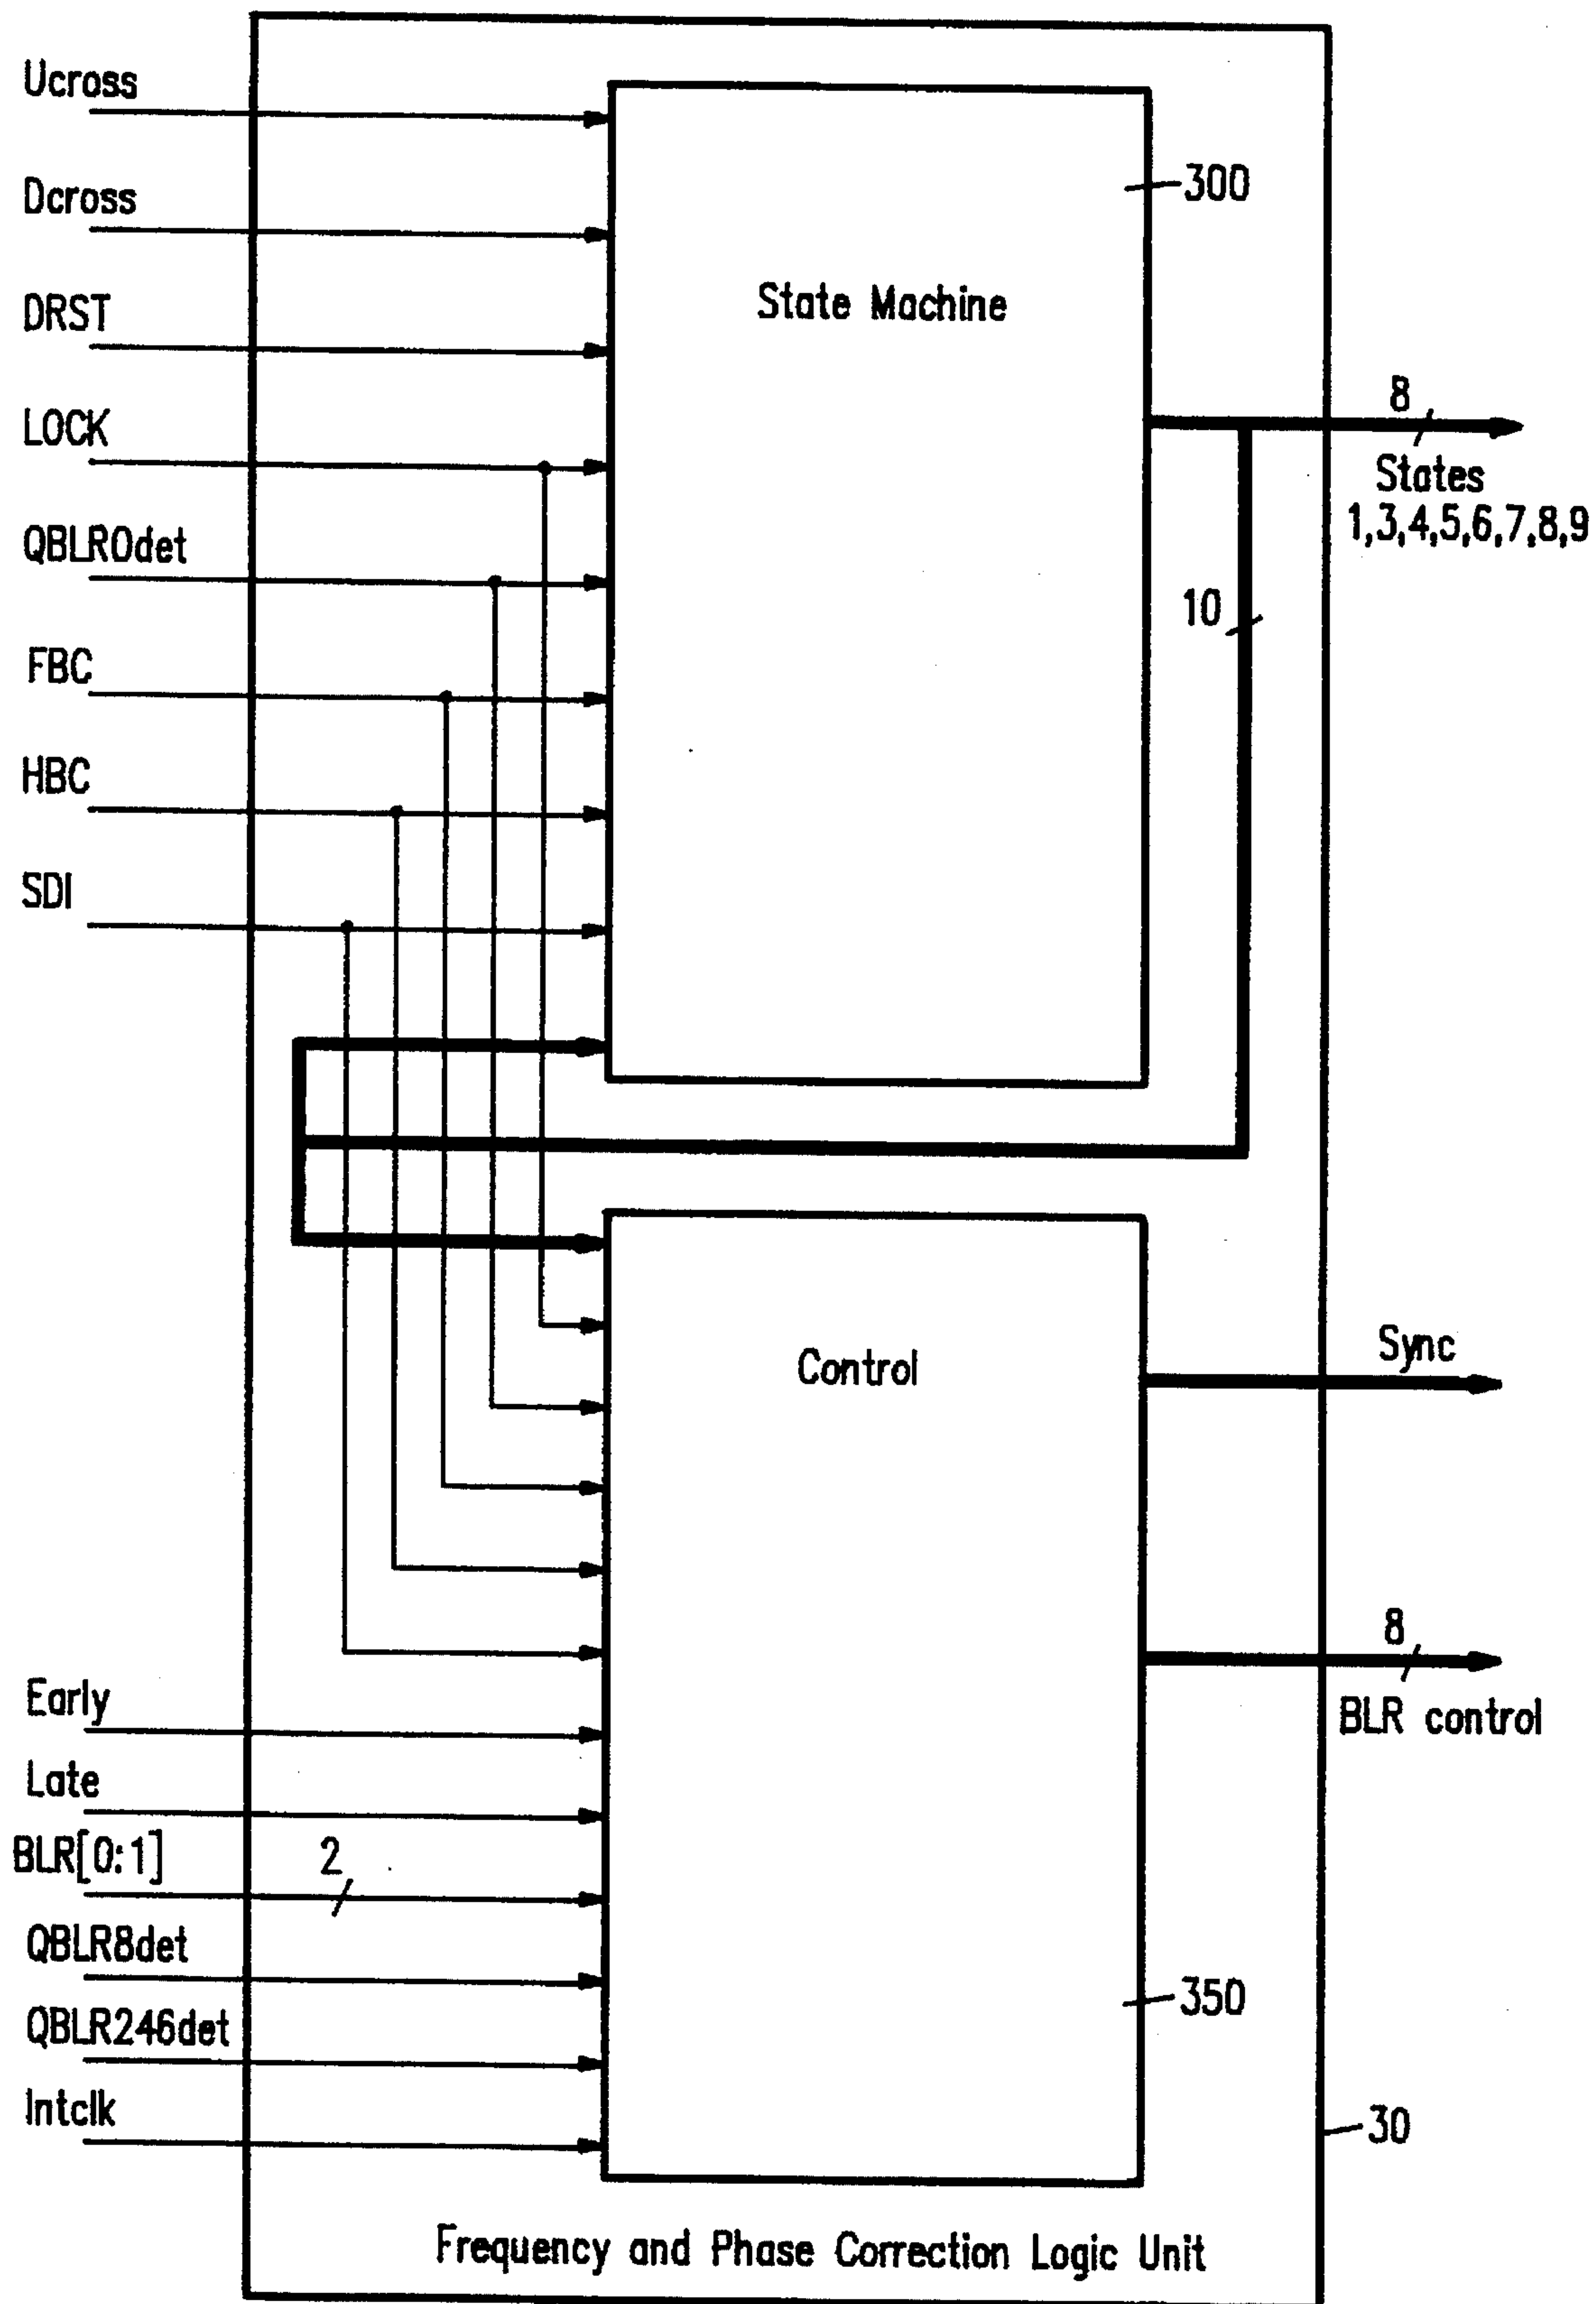 Ucross
Dcross
DRST
LOCK
QBLR0det
FBC
HBC
SDI
State Machine
300
8
States
1,3,4,5,6,7,8,9
10
Control
Sync
8
BLR control
Early
Late
BLR[0:1]
2
QBLR8det
QBLR246det
Intclk
350
30
Frequency and Phase Correction Logic Unit